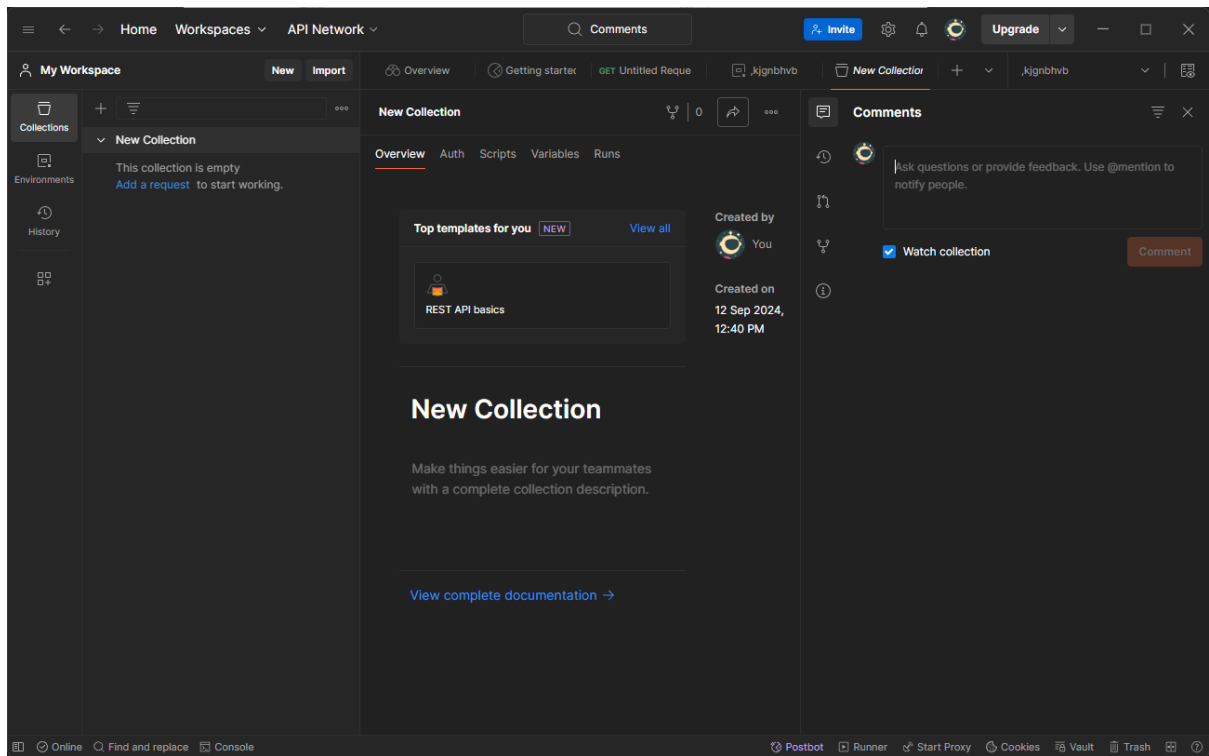 Home Workspaces API Network Comments Invite Upgrade
My Workspace New Import Overview Getting startec GET Untitled Reque ,kjgnbhvb New Collectior ,kjgnbhvb
Collections
Environments
History
New Collection
This collection is empty
Add a request to start working.
New Collection 0
Overview Auth Scripts Variables Runs
Top templates for you NEW View all
REST API basics
Created by
You
Created on
12 Sep 2024,
12:40 PM
New Collection
Make things easier for your teammates
with a complete collection description.
View complete documentation →
Comments
Ask questions or provide feedback. Use @mention to
notify people.
Watch collection Comment
Online Find and replace Console Postbot Runner Start Proxy Cookies Vault Trash